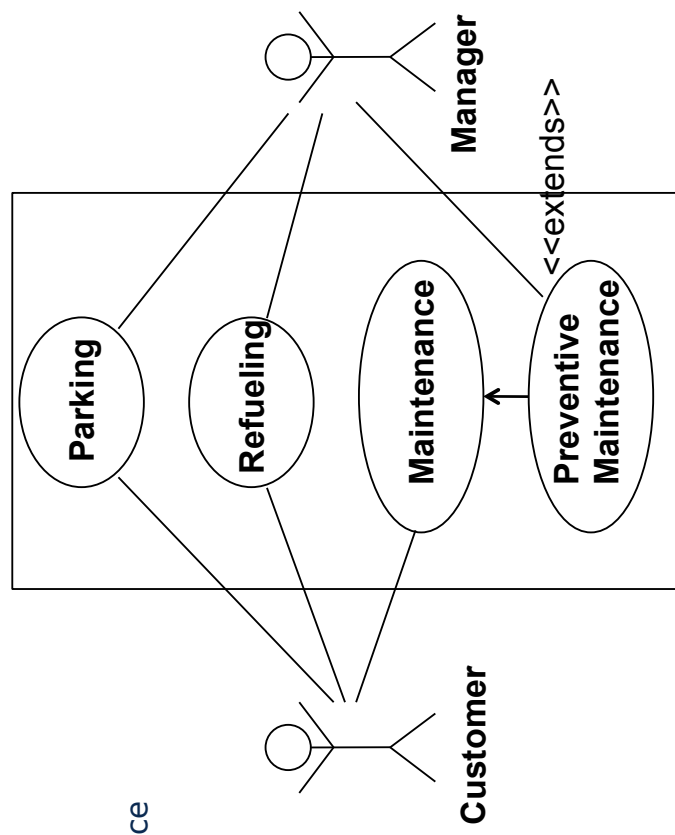 ce
Customer
Parking
Refueling
Maintenance
Preventive
Maintenance
<<extends>>
Manager